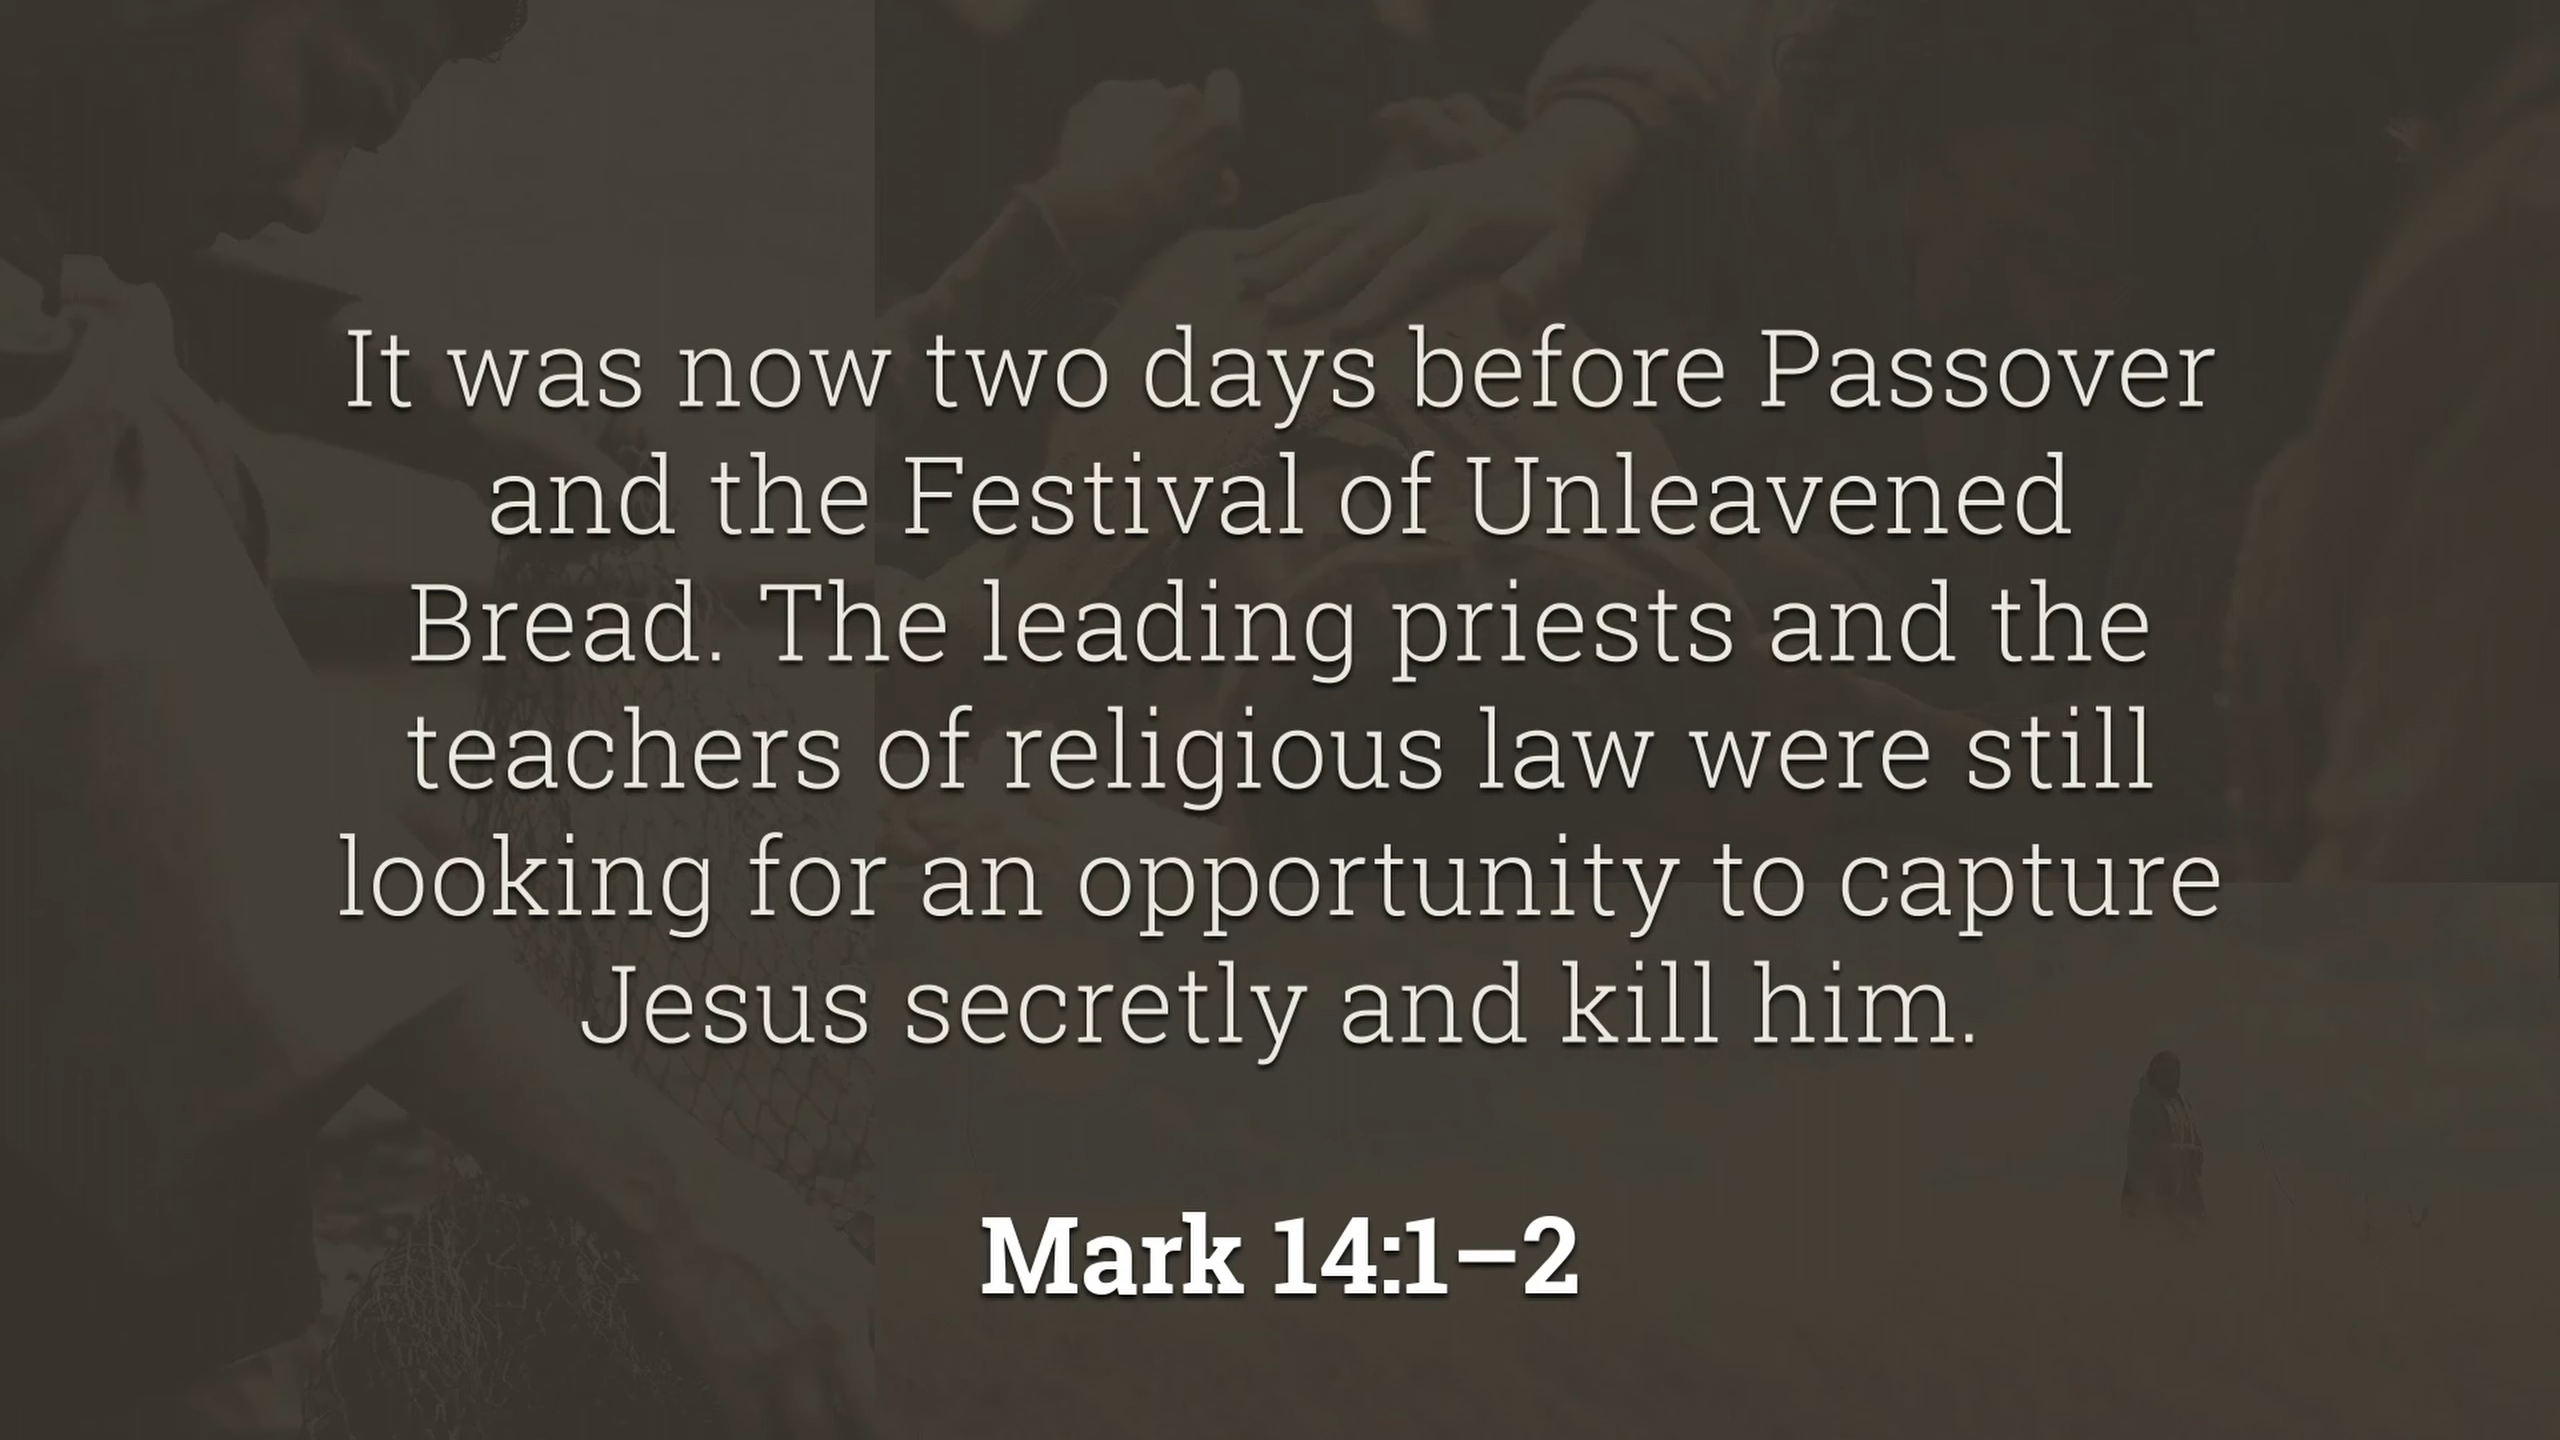 It was now two days before Passover
and the Festival of Unleavened
Bread. The leading priests and the
teachers of religious law were still
looking for an opportunity to capture
Jesus secretly and kill him.
Mark 14:1–2